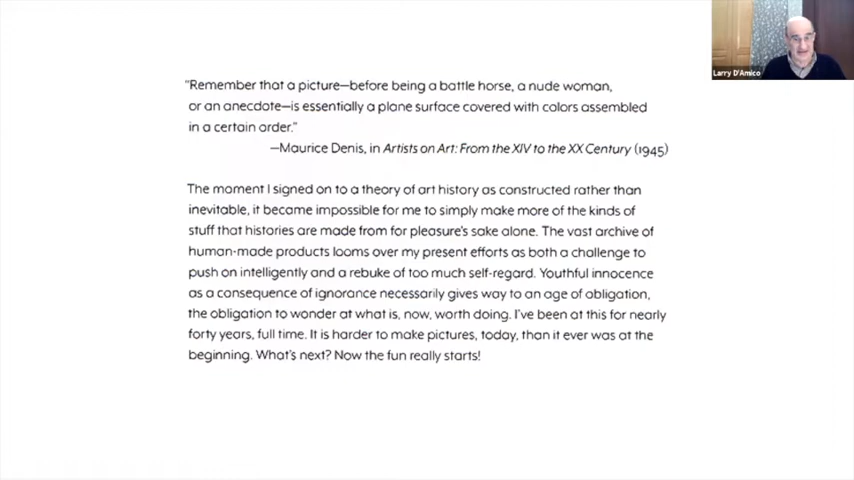 "Remember that a picture—before being a battle horse, a nude woman,
or an anecdote—is essentially a plane surface covered with colors assembled
in a certain order."
—Maurice Denis, in Artists on Art: From the XIV to the XX Century (1945)
The moment I signed on to a theory of art history as constructed rather than
inevitable, it became impossible for me to simply make more of the kinds of
stuff that histories are made from for pleasure's sake alone. The vast archive of
human-made products looms over my present efforts as both a challenge to
push on intelligently and a rebuke of too much self-regard. Youthful innocence
as a consequence of ignorance necessarily gives way to an age of obligation,
the obligation to wonder at what is, now, worth doing. I've been at this for nearly
forty years, full time. It is harder to make pictures, today, than it ever was at the
beginning. What's next? Now the fun really starts!
Larry D'Amico